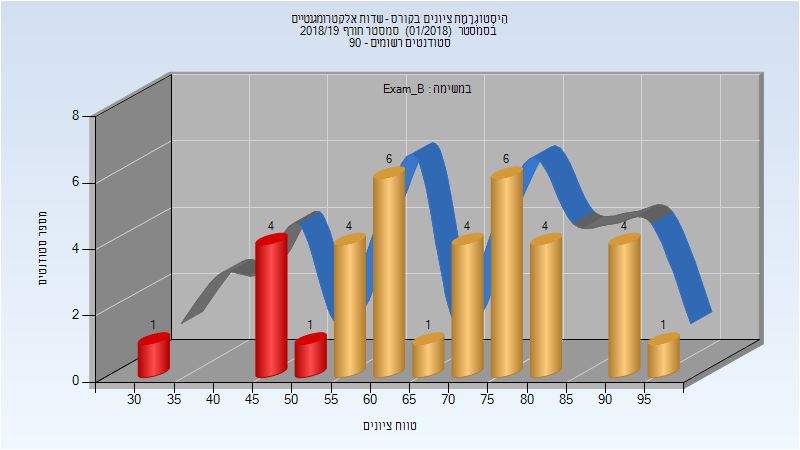 היסטוגרמת ציונים בקורס - שדות אלקטרומגנטיים
בסמסטר (01/2018) סמסטר חורף 2018/19
סטודנטים רשומים - 90
במשימה : Exam_B
מספר סטודנטים
8
6
4
2
0
1
4
1
4
6
1
4
6
4
4
1
30 35 40 45 50 55 60 65 70 75 80 85 90 95
טווח ציונים